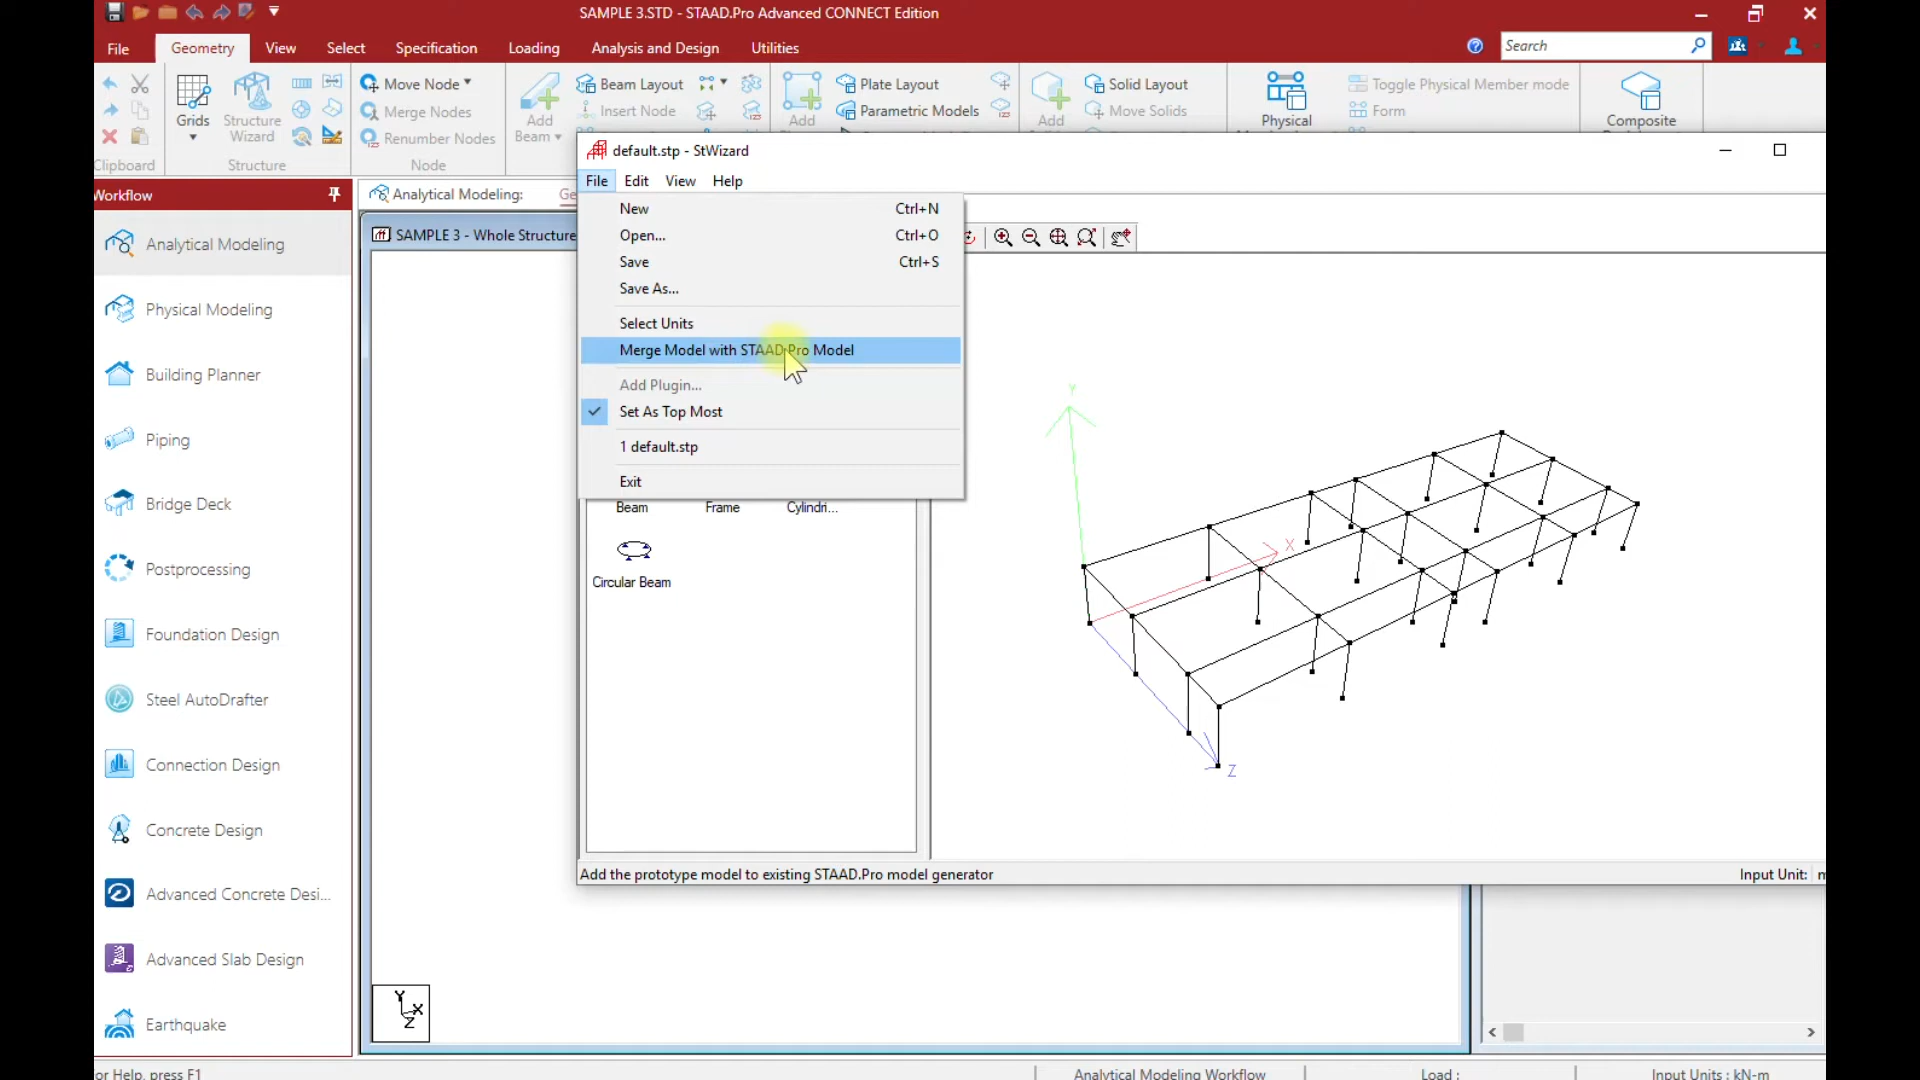 SAMPLE 3.STD - STAAD.Pro Advanced CONNECT Edition
File Geometry View Select Specification Loading Analysis and Design Utilities
Search
Move Node Beam Layout Plate Layout Solid Layout Toggle Physical Member mode
Merge Nodes Insert Node Parametric Models Move Solids Form
Grids Structure Wizard Renumber Nodes Add Beam Add Add Physical Composite
Clipboard Structure Node
default.stp - StWizard
File Edit View Help
Workflow
Analytical Modeling:
Ge
SAMPLE 3 - Whole Structure
New Ctrl+N
Open... Ctrl+O
Save Ctrl+S
Save As...
Select Units
Merge Model with STAAD.Pro Model
Add Plugin...
Set As Top Most
1 default.stp
Exit
Beam Frame Cylindri...
Circular Beam
Y
X
Z
Add the prototype model to existing STAAD.Pro model generator
Input Unit: m
Analytical Modeling
Physical Modeling
Building Planner
Piping
Bridge Deck
Postprocessing
Foundation Design
Steel AutoDrafter
Connection Design
Concrete Design
Advanced Concrete Desi...
Advanced Slab Design
Earthquake
Y
X
Z
or Help, press F1
Analytical Modeling Workflow
Load :
Input Units : kN-m